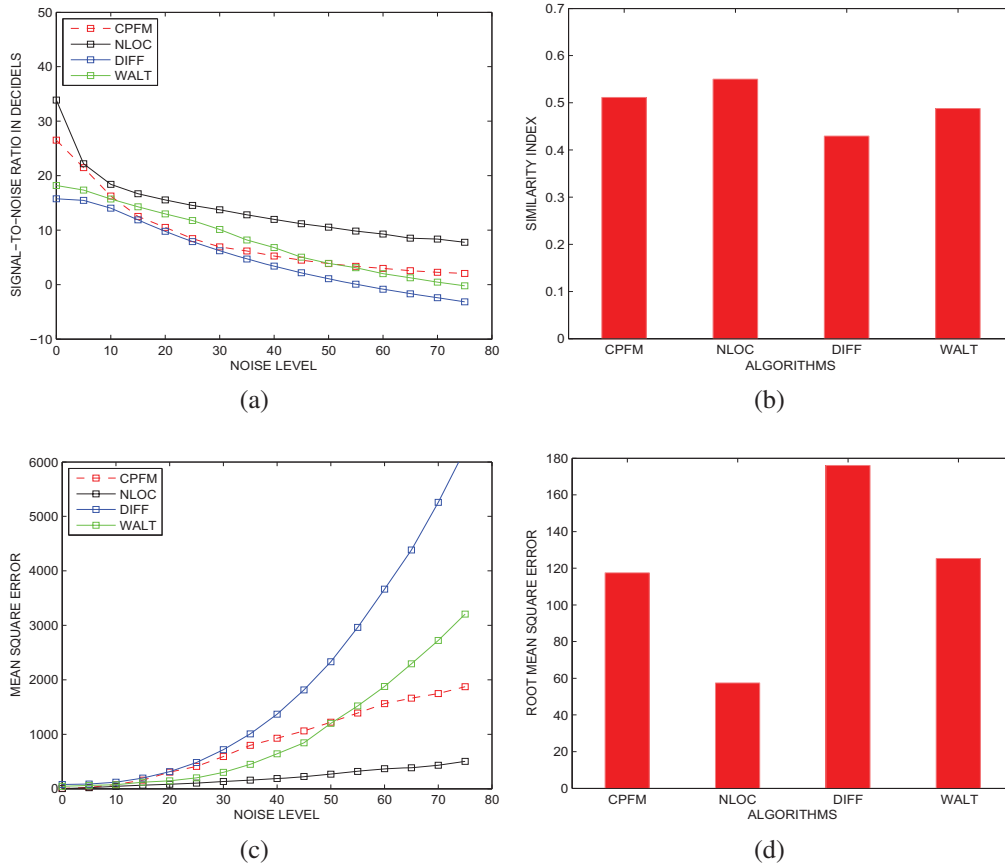 50
40
30
20
10
0
−10
0 10 20 30 40 50 60 70 80
SIGNAL−TO−NOISE RATIO IN DECIDELS
NOISE LEVEL
CPFM
NLOC
DIFF
WALT
(a)
0.7
0.6
0.5
0.4
0.3
0.2
0.1
0
SIMILARITY INDEX
CPFM NLOC DIFF WALT
ALGORITHMS
(b)
6000
5000
4000
3000
2000
1000
0
0 10 20 30 40 50 60 70 80
MEAN SQUARE ERROR
NOISE LEVEL
CPFM
NLOC
DIFF
WALT
(c)
180
160
140
120
100
80
60
40
20
0
ROOT MEAN SQUARE ERROR
CPFM NLOC DIFF WALT
ALGORITHMS
(d)